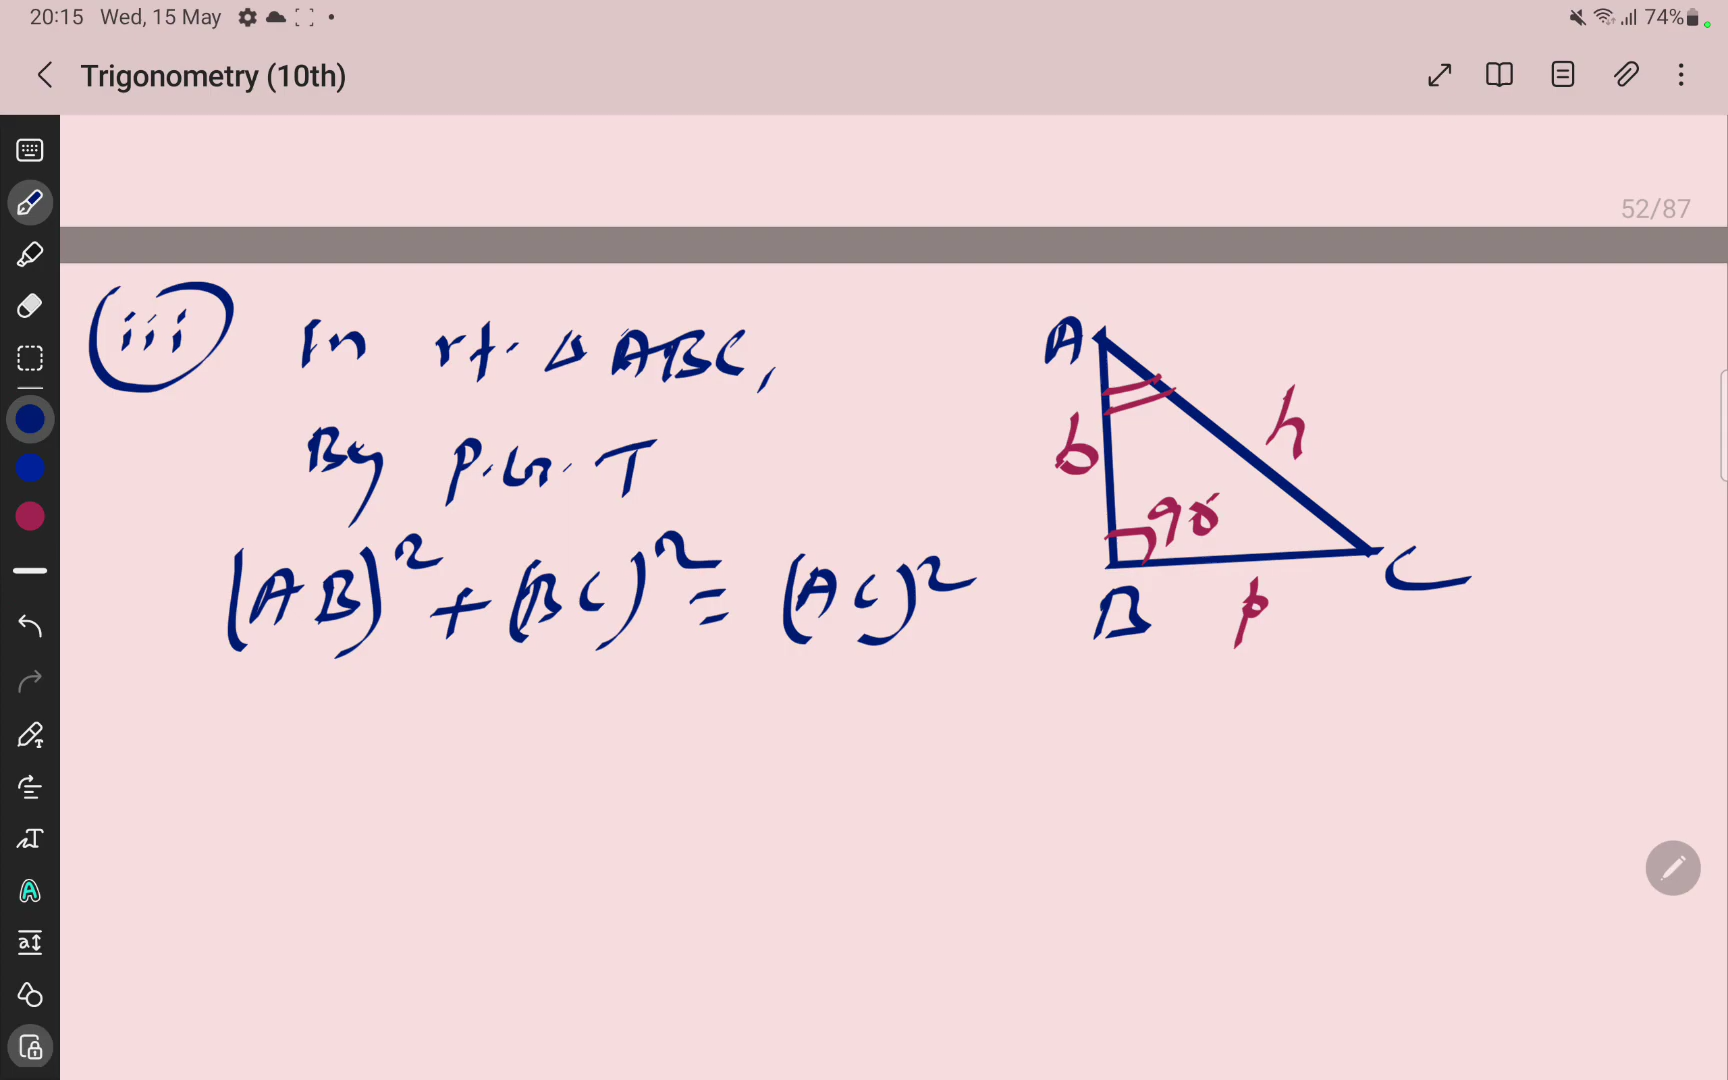 20:15 Wed, 15 May
74%
Trigonometry (10th)
52/87
(iii) In rt. Δ ABC,
By P.G.T
(AB)² + (BC)² = (AC)²
A
b
h
90°
B
p
C